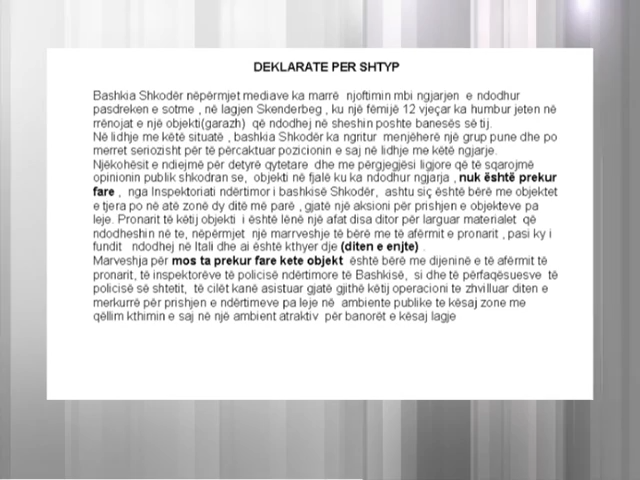 DEKLARATE PER SHTYP
Bashkia Shkodër nëpërmjet mediave ka marrë njoftimin mbi ngjarjen e ndodhur
pasdreken e sotme , në lagjen Skenderbeg , ku një fëmijë 12 vjeçar ka humbur jeten në
rrënojat e një objekti(garazh) që ndodhej në sheshin poshte banesës së tij.
Në lidhje me këtë situatë , bashkia Shkodër ka ngritur menjëherë një grup pune dhe po
merret seriozisht për të përcaktuar pozicionin e saj në lidhje me këtë ngjarje.
Njëkohësit e ndiejmë për detyrë qytetare dhe me përgjegjësi ligjore që të sqarojmë
opinionin publik shkodran se, objekti në fjalë ku ka ndodhur ngjarja , nuk është prekur
fare , nga Inspektoriati ndërtimor i bashkisë Shkodër, ashtu siç është bërë me objektet
e tjera po në atë zonë dy ditë më parë , gjatë një aksioni për prishjen e objekteve pa
leje. Pronarit të këtij objekti i është lënë një afat disa ditor për larguar materialet që
ndodheshin në te, nëpërmjet një marrveshje të bërë me të afërmit e pronarit , pasi ky i
fundit ndodhej në Itali dhe ai është kthyer dje (diten e enjte) .
Marveshja për mos ta prekur fare kete objekt është bërë me dijeninë e të afërmit të
pronarit, të inspektorëve të policisë ndërtimore të Bashkisë, si dhe të përfaqësuesve të
policisë së shtetit, të cilët kanë asistuar gjatë gjithë këtij operacioni te zhvilluar diten e
merkurrë për prishjen e ndërtimeve pa leje në ambiente publike te kësaj zone me
qëllim kthimin e saj në një ambient atraktiv për banorët e kësaj lagje